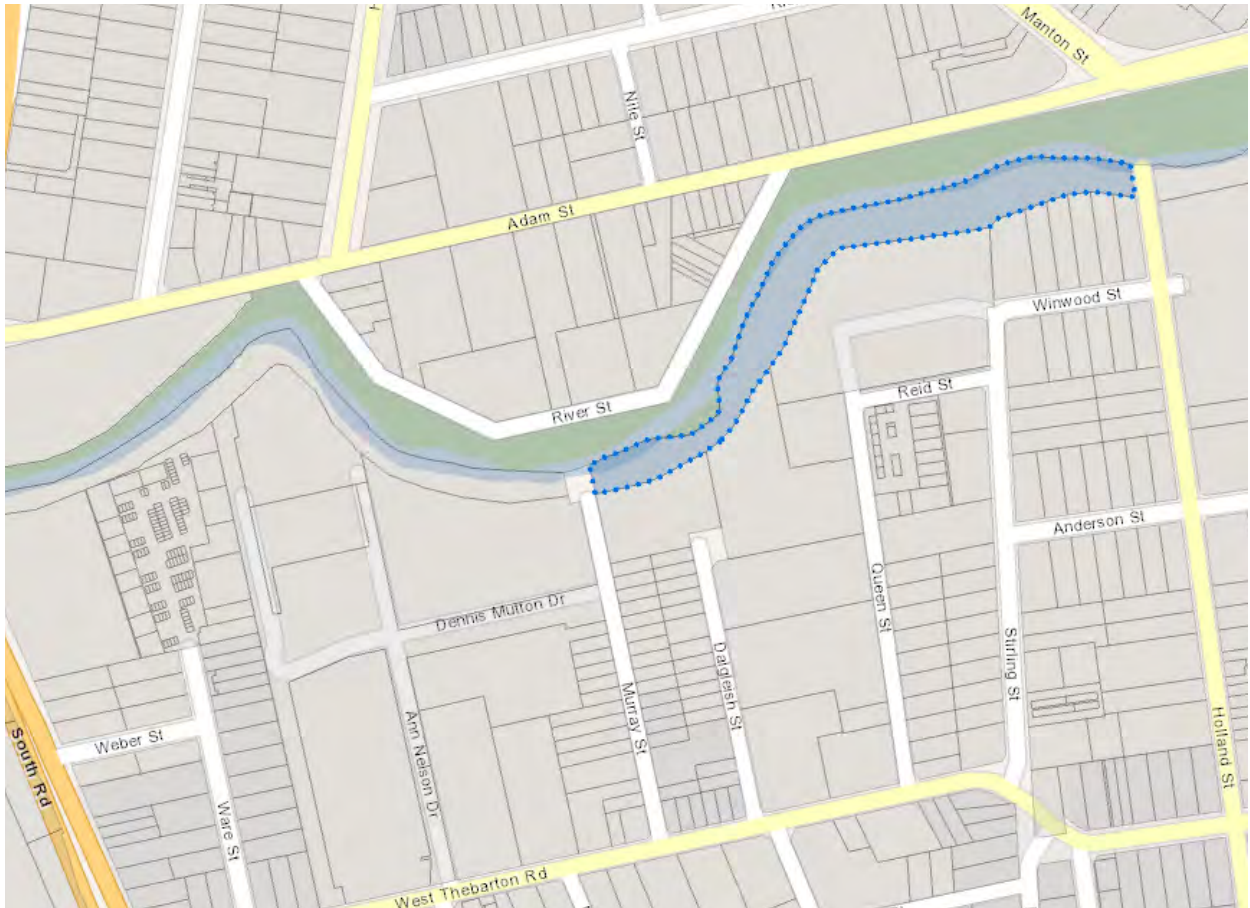 Manton St
Nile St
Adam St
Winwood St
River St
Reid St
Anderson St
Queen St
Dennis Mutton Dr
Stirling St
Dalgleish St
Murray St
Holland St
Ann Nelson Dr
Weber St
South Rd
Ware St
West Thebarton Rd